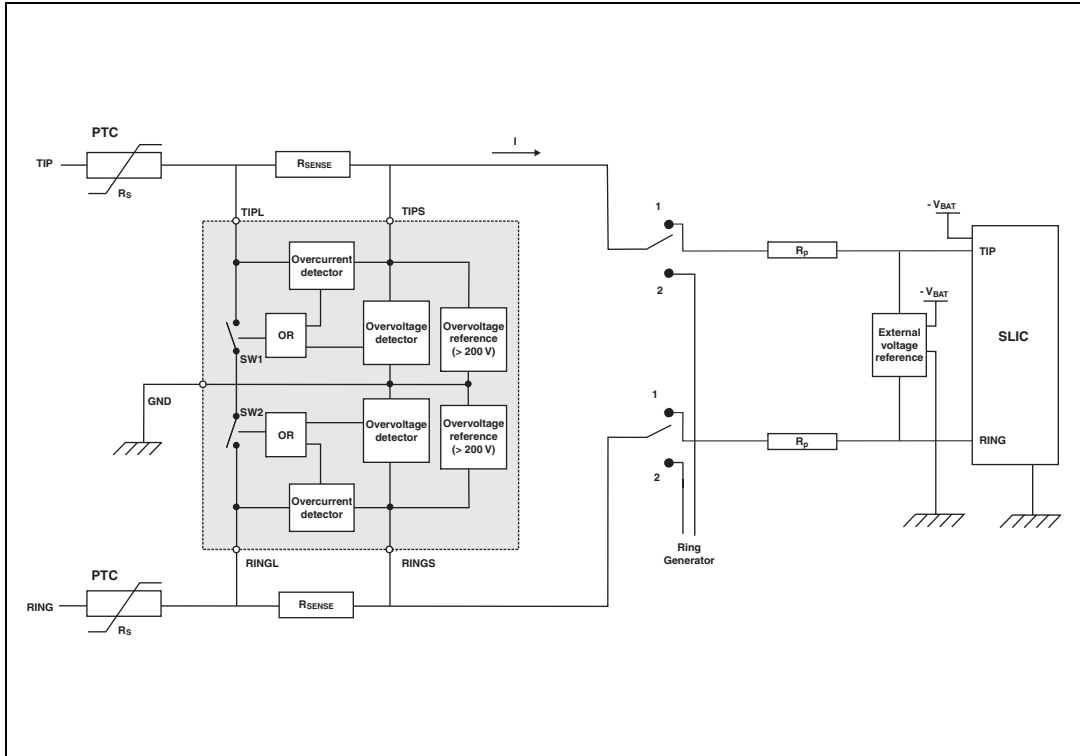 PTC
TIP
RS
RSENSE
I
TIPL
TIPS
1
2
Rp
- VBAT
TIP
- VBAT
Overcurrent
detector
OR
Overvoltage
detector
Overvoltage
reference
(> 200 V)
SW1
External
voltage
reference
SLIC
GND
SW2
OR
Overvoltage
detector
Overvoltage
reference
(> 200 V)
Overcurrent
detector
1
2
Rp
RING
Ring
Generator
RINGL
RINGS
PTC
RING
RS
RSENSE